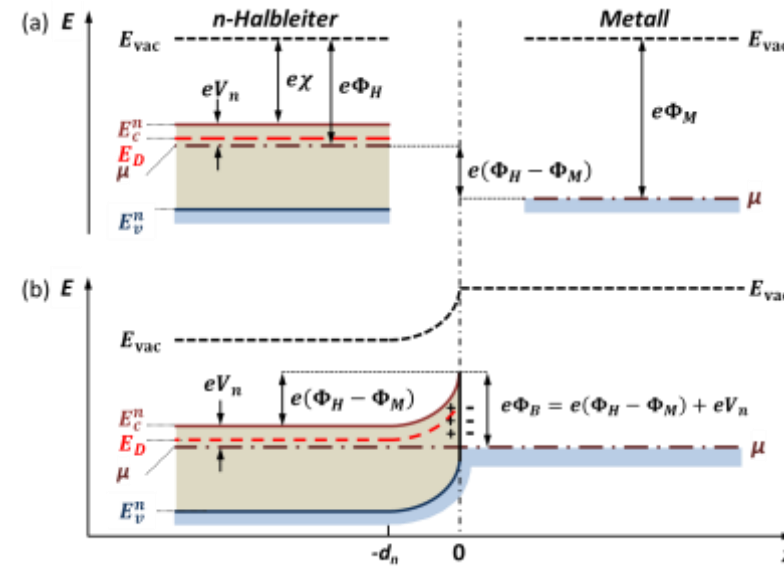 (a) E n-Halbleiter Metall
E_vac E_vac
eV_n eχ eΦ_H eΦ_M
E_c^n
E_D
μ e(Φ_H − Φ_M) μ
E_v^n
(b) E
E_vac
E_vac
eV_n e(Φ_H − Φ_M) eΦ_B = e(Φ_H − Φ_M) + eV_n
E_c^n + −
E_D + −
μ + − μ
E_v^n
-d_n 0